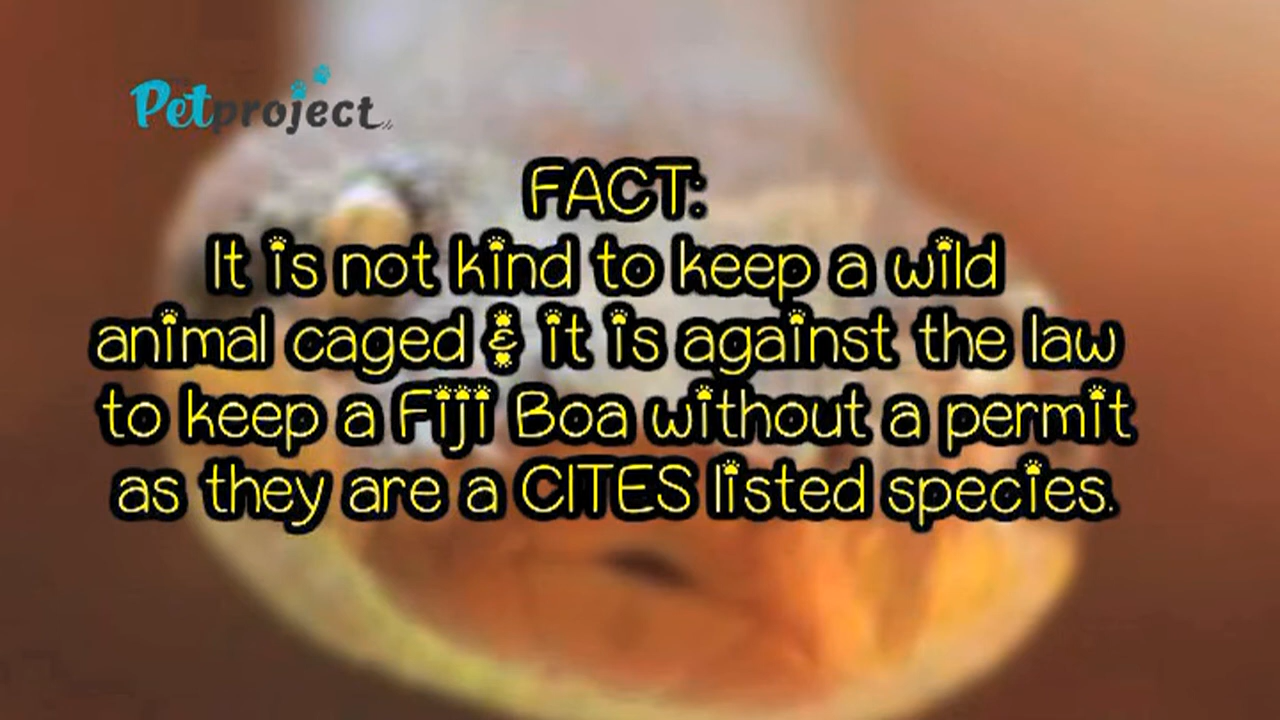 Petproject
FACT:
It is not kind to keep a wild
animal caged & it is against the law
to keep a Fiji Boa without a permit
as they are a CITES listed species.